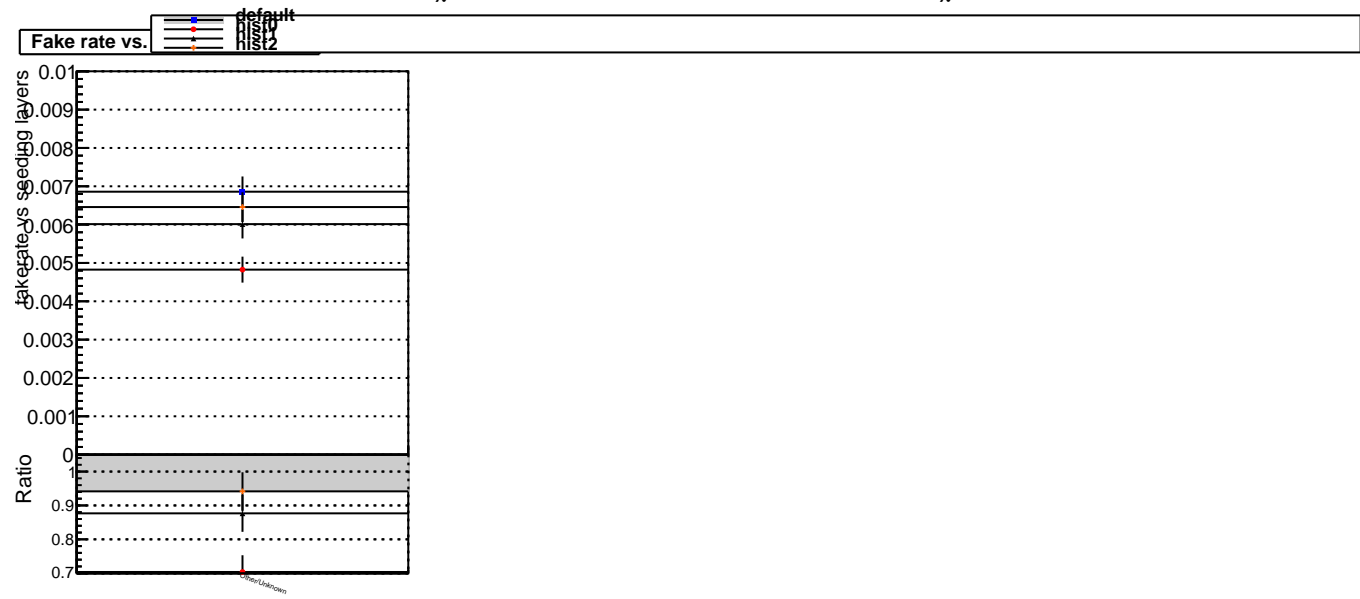 default
hist0
hist1
hist2
Fake rate vs.
fakerate vs seeding layers
0.01
0.009
0.008
0.007
0.006
0.005
0.004
0.003
0.002
0.001
0
Ratio
1
0.9
0.8
0.7
Other/Unknown